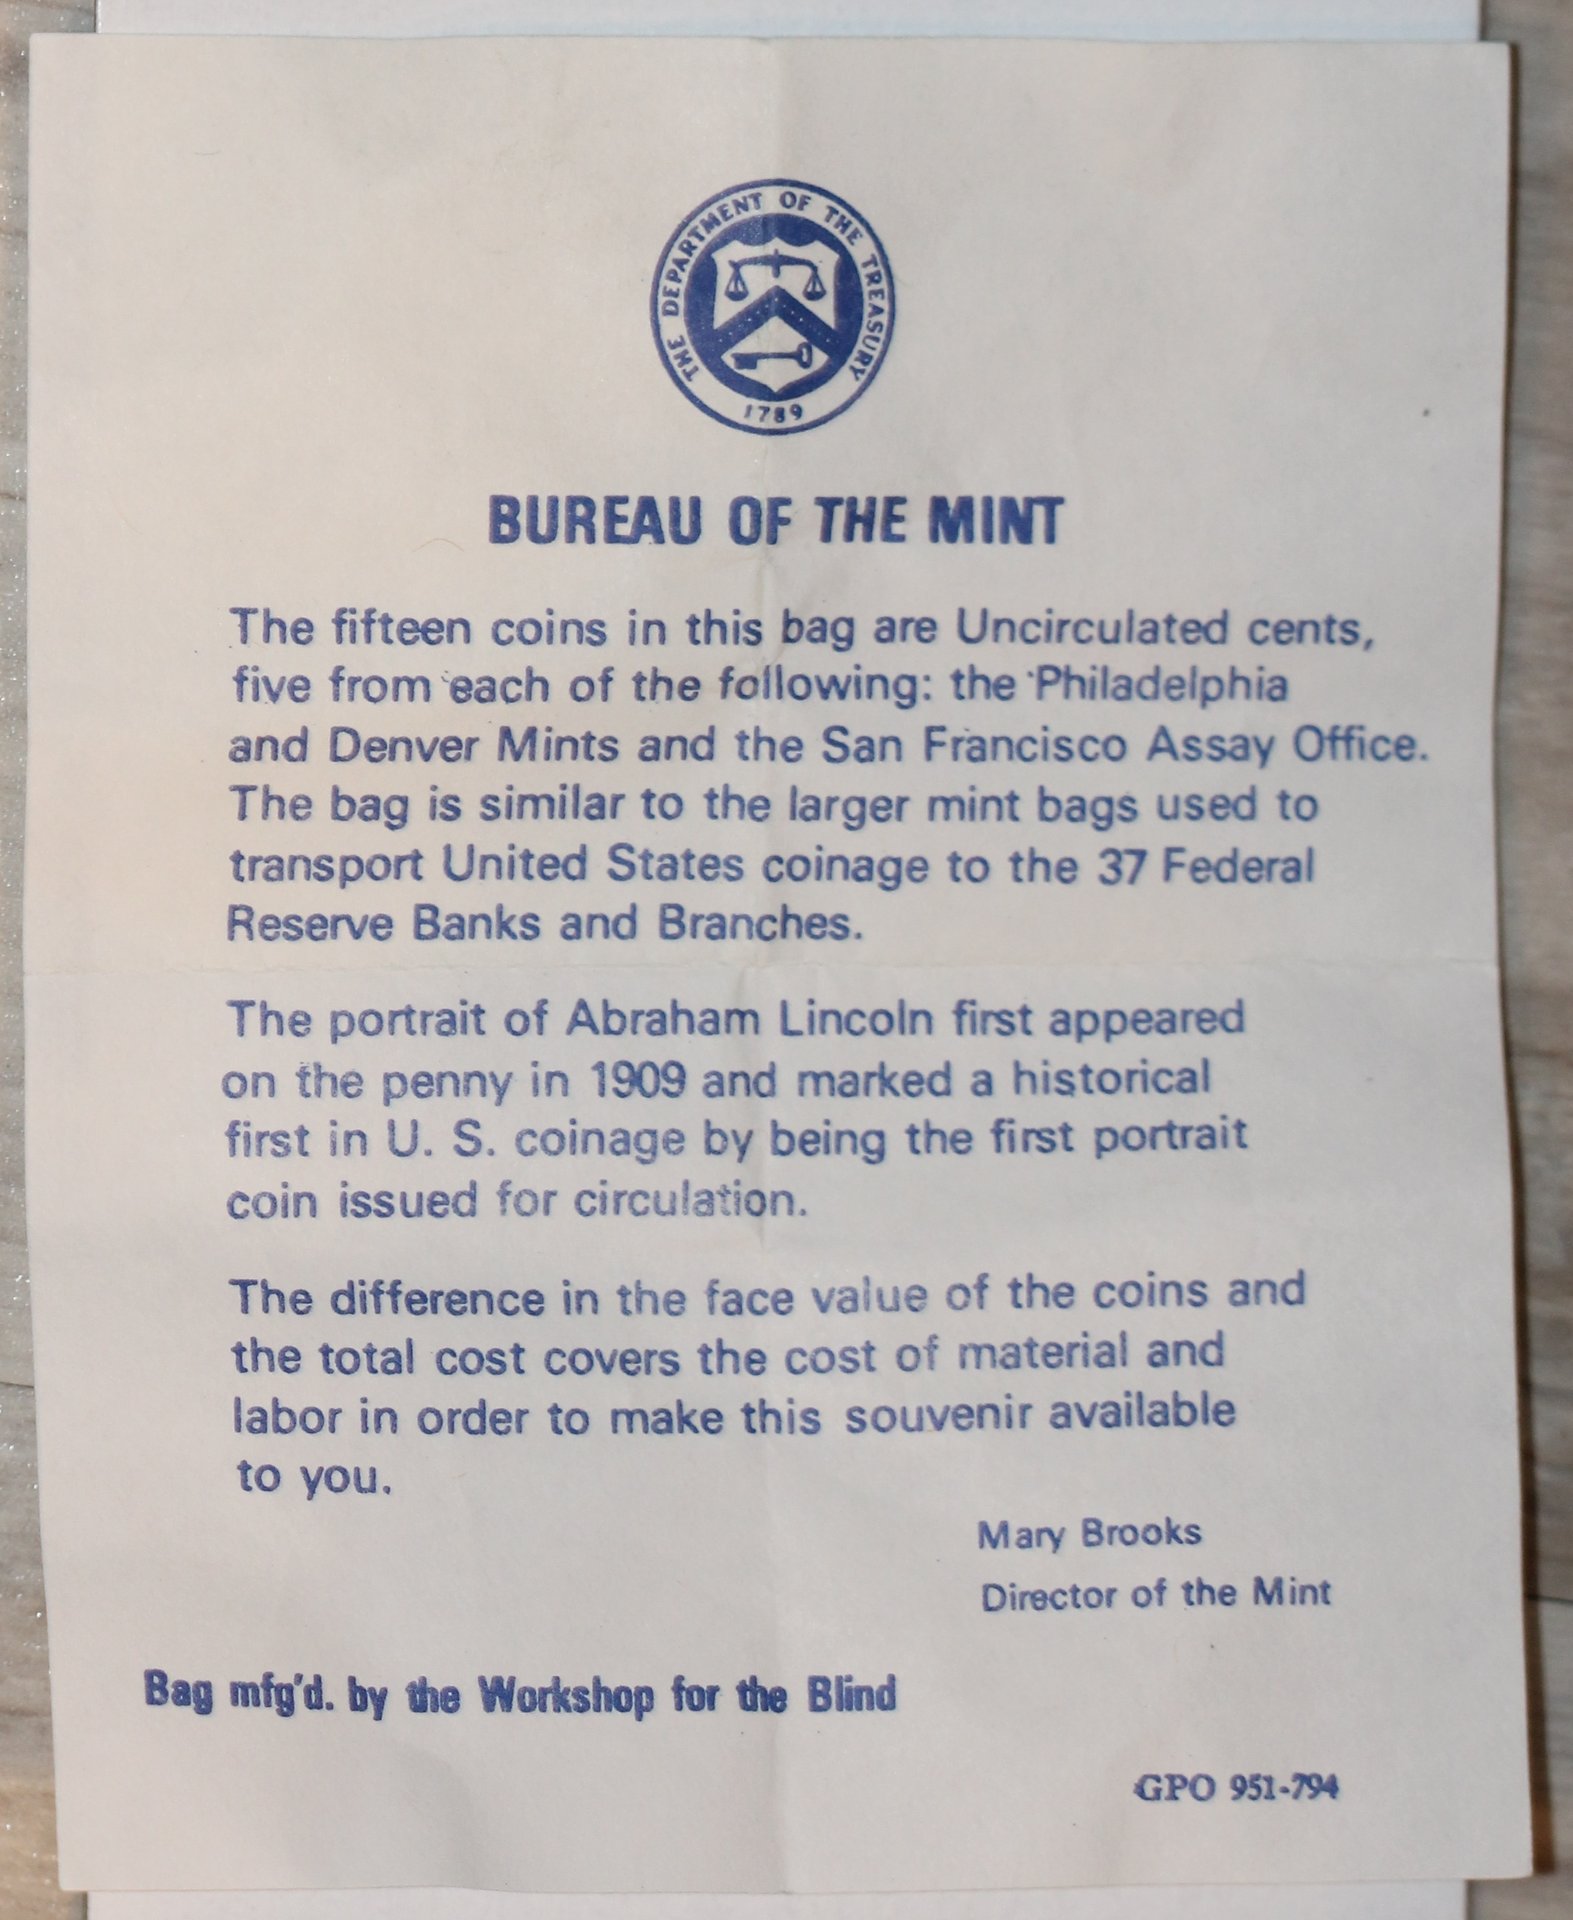 THE DEPARTMENT OF THE TREASURY
1789
BUREAU OF THE MINT
The fifteen coins in this bag are Uncirculated cents,
five from each of the following: the Philadelphia
and Denver Mints and the San Francisco Assay Office.
The bag is similar to the larger mint bags used to
transport United States coinage to the 37 Federal
Reserve Banks and Branches.
The portrait of Abraham Lincoln first appeared
on the penny in 1909 and marked a historical
first in U. S. coinage by being the first portrait
coin issued for circulation.
The difference in the face value of the coins and
the total cost covers the cost of material and
labor in order to make this souvenir available
to you.
Mary Brooks
Director of the Mint
Bag mfg'd. by the Workshop for the Blind
GPO 951-794